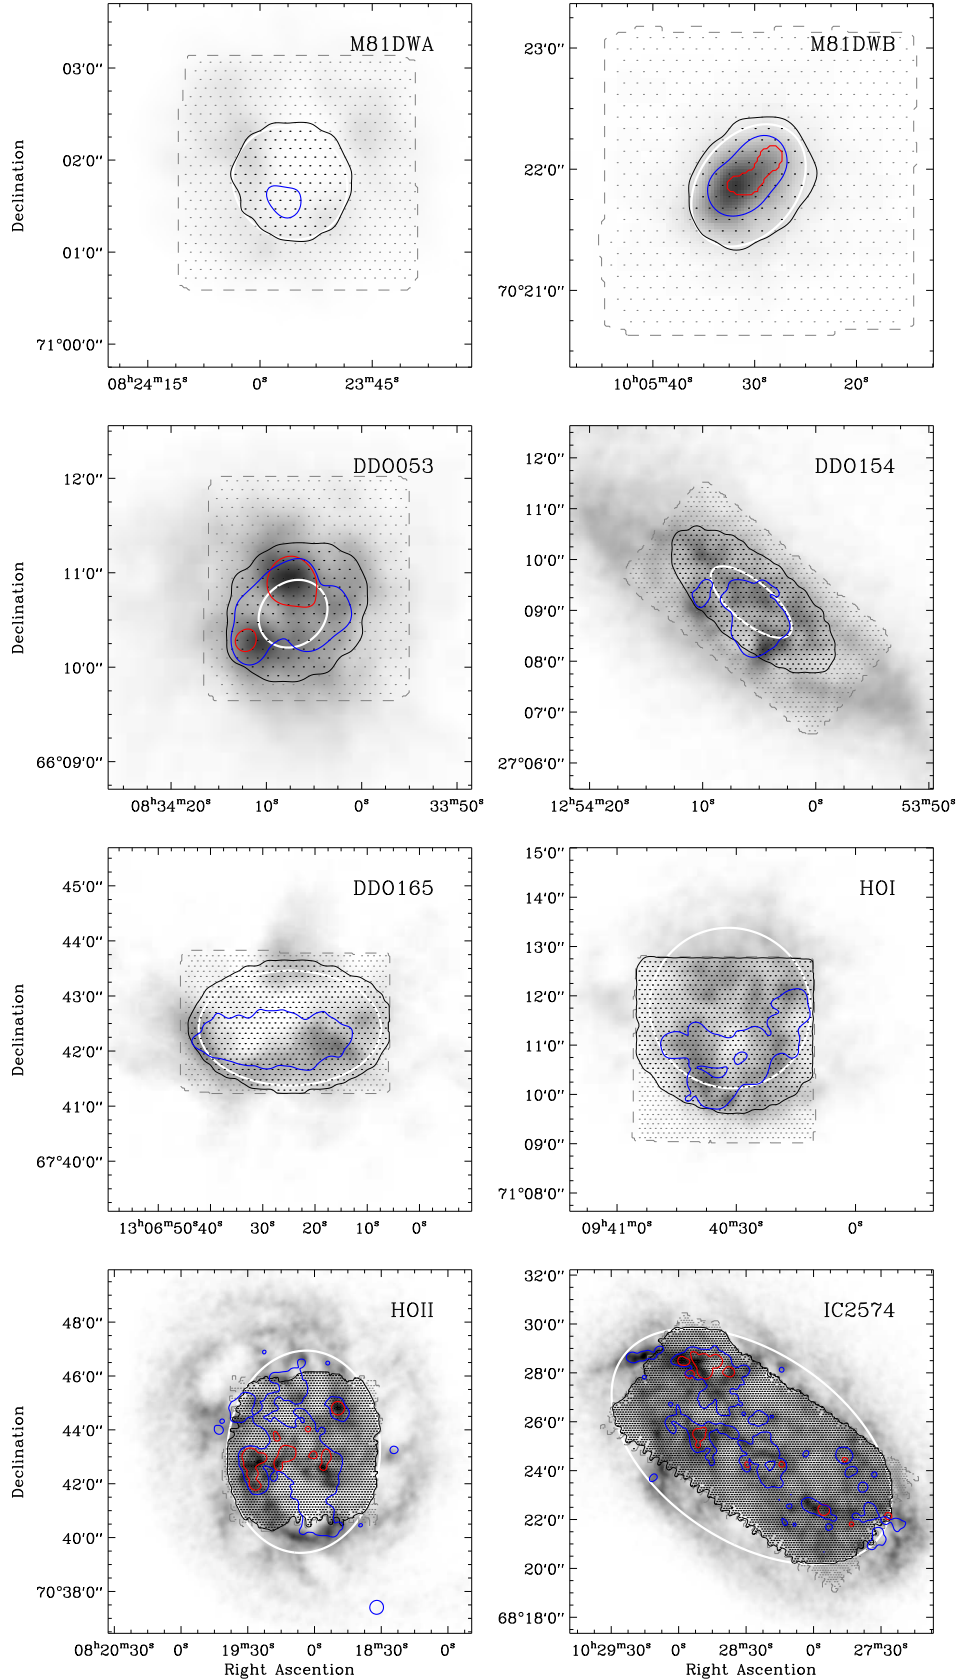 M81DWA
03'0''
02'0''
01'0''
71°00'0''
Declination
08ʰ24ᵐ15ˢ 0ˢ 23ᵐ45ˢ
M81DWB
23'0''
22'0''
70°21'0''
10ʰ05ᵐ40ˢ 30ˢ 20ˢ
DDO053
12'0''
11'0''
10'0''
66°09'0''
Declination
08ʰ34ᵐ20ˢ 10ˢ 0ˢ 33ᵐ50ˢ
DDO154
12'0''
11'0''
10'0''
09'0''
08'0''
07'0''
27°06'0''
12ʰ54ᵐ20ˢ 10ˢ 0ˢ 53ᵐ50ˢ
DDO165
45'0''
44'0''
43'0''
42'0''
41'0''
67°40'0''
Declination
13ʰ06ᵐ50ˢ40ˢ 30ˢ 20ˢ 10ˢ 0ˢ
HOI
15'0''
14'0''
13'0''
12'0''
11'0''
10'0''
09'0''
71°08'0''
09ʰ41ᵐ0ˢ 40ᵐ30ˢ 0ˢ
HOII
48'0''
46'0''
44'0''
42'0''
40'0''
70°38'0''
Declination
08ʰ20ᵐ30ˢ 0ˢ 19ᵐ30ˢ 0ˢ 18ᵐ30ˢ 0ˢ
Right Ascension
IC2574
32'0''
30'0''
28'0''
26'0''
24'0''
22'0''
20'0''
68°18'0''
10ʰ29ᵐ30ˢ 0ˢ 28ᵐ30ˢ 0ˢ 27ᵐ30ˢ
Right Ascension